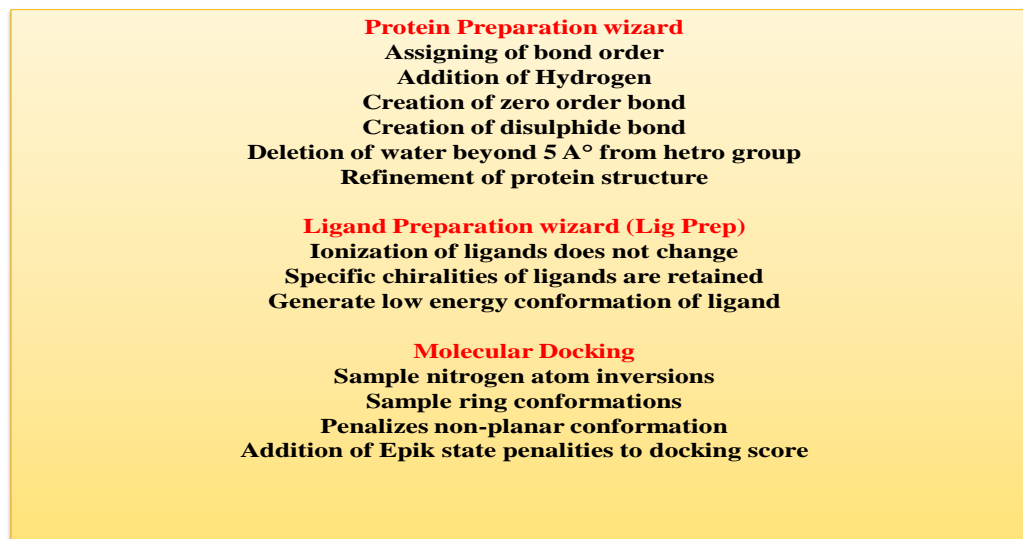 Protein Preparation wizard
Assigning of bond order
Addition of Hydrogen
Creation of zero order bond
Creation of disulphide bond
Deletion of water beyond 5 A° from hetro group
Refinement of protein structure
Ligand Preparation wizard (Lig Prep)
Ionization of ligands does not change
Specific chiralities of ligands are retained
Generate low energy conformation of ligand
Molecular Docking
Sample nitrogen atom inversions
Sample ring conformations
Penalizes non-planar conformation
Addition of Epik state penalities to docking score